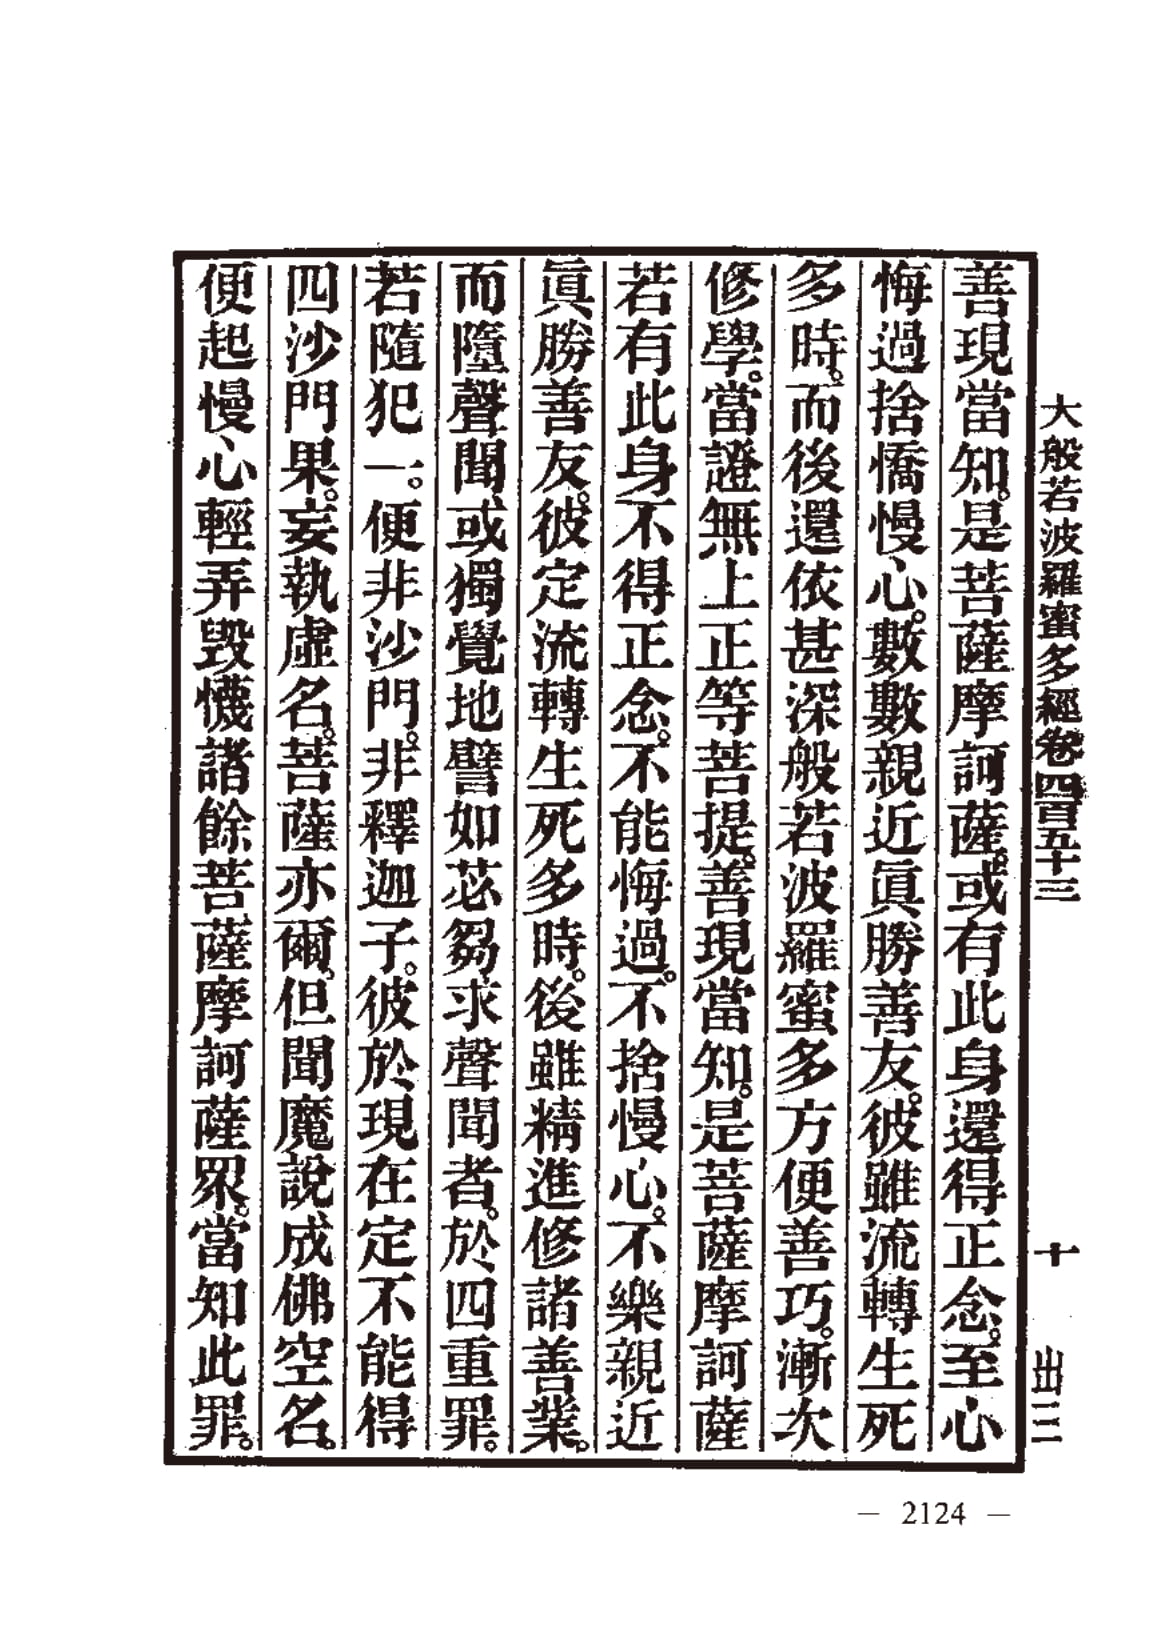 大般若波羅蜜多經卷四百五十三　十　出三
善現當知。是菩薩摩訶薩。或有此身還得正念。至心
悔過捨憍慢心。數數親近眞勝善友。彼雖流轉生死
多時。而後還依甚深般若波羅蜜多方便善巧。漸次
修學。當證無上正等菩提。善現當知。是菩薩摩訶薩
若有此身不得正念。不能悔過。不捨慢心。不樂親近
眞勝善友。彼定流轉生死多時。後雖精進修諸善業。
而墮聲聞或獨覺地譬如苾芻求聲聞者。於四重罪。
若隨犯一。便非沙門。非釋迦子。彼於現在定不能得
四沙門果。妄執虛名。菩薩亦爾。但聞魔說成佛空名。
便起慢心輕弄毀懱諸餘菩薩摩訶薩眾。當知此罪。
— 2124 —